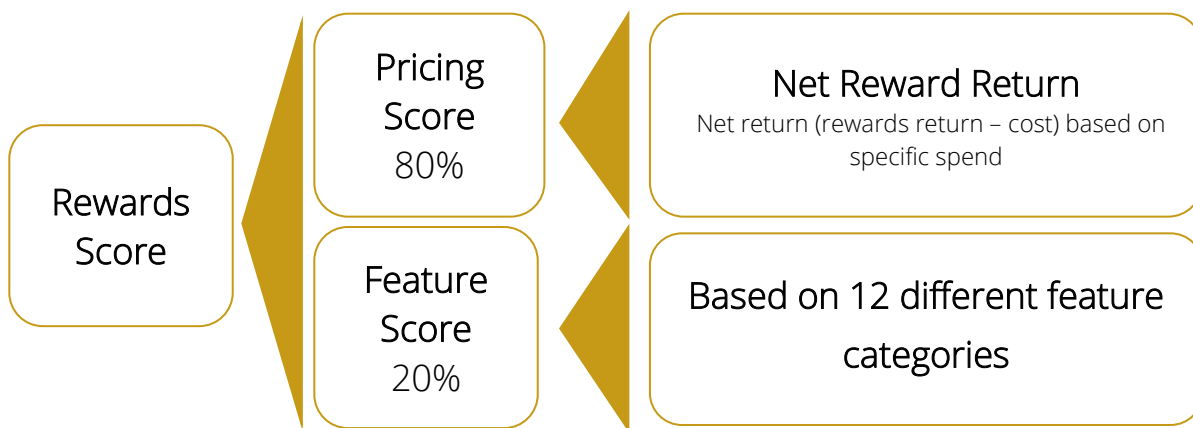 Rewards
Score
Pricing
Score
80%
Net Reward Return
Net return (rewards return – cost) based on
specific spend
Feature
Score
20%
Based on 12 different feature
categories